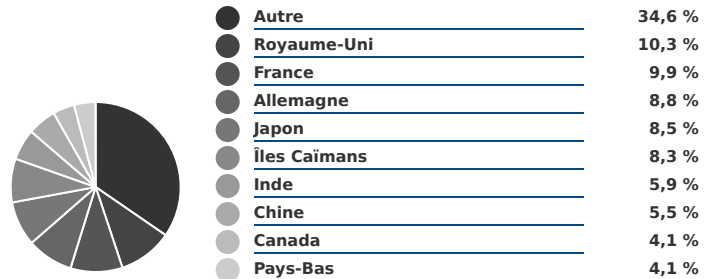 Autre 34,6 %
Royaume-Uni 10,3 %
France 9,9 %
Allemagne 8,8 %
Japon 8,5 %
Îles Caïmans 8,3 %
Inde 5,9 %
Chine 5,5 %
Canada 4,1 %
Pays-Bas 4,1 %